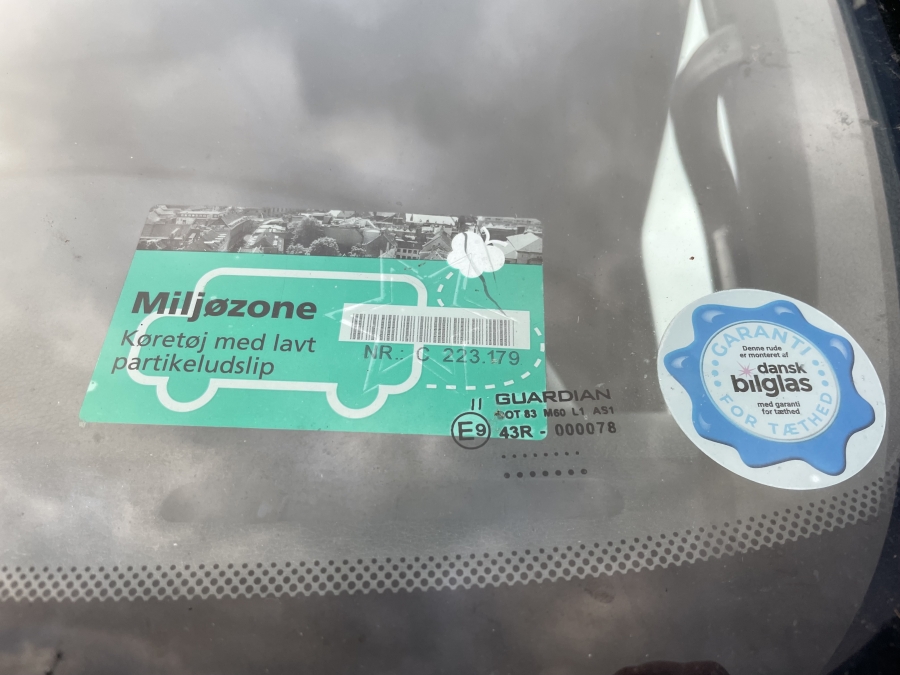 Miljøzone
Køretøj med lavt
partikeludslip
NR.: C 223.179
II
GUARDIAN
DOT 83 M60 L1 AS1
E9 43R - 000078
GARANTI
Denne rude
er monteret af
dansk
bilglas
med garanti
for tæthed
FOR TÆTHED